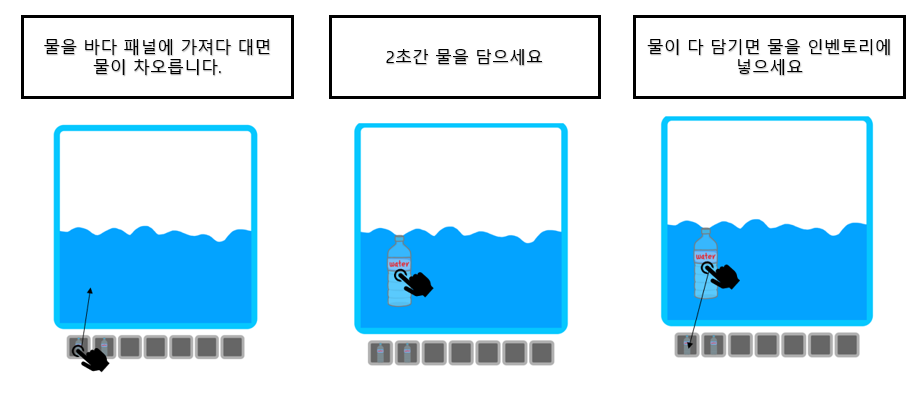 물을 바다 패널에 가져다 대면
물이 차오릅니다.
2초간 물을 담으세요
물이 다 담기면 물을 인벤토리에
넣으세요
water
water